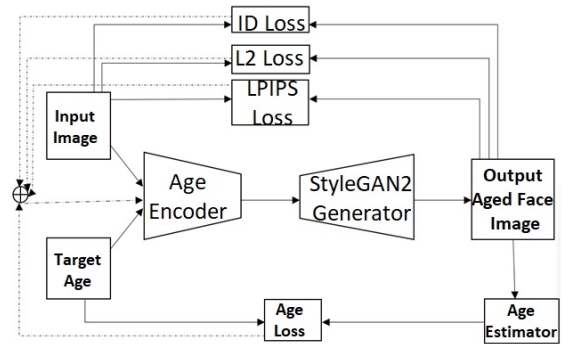 ID Loss
L2 Loss
LPIPS
Loss
Input
Image
Age
Encoder
StyleGAN2
Generator
Output
Aged Face
Image
Target
Age
Age
Loss
Age
Estimator